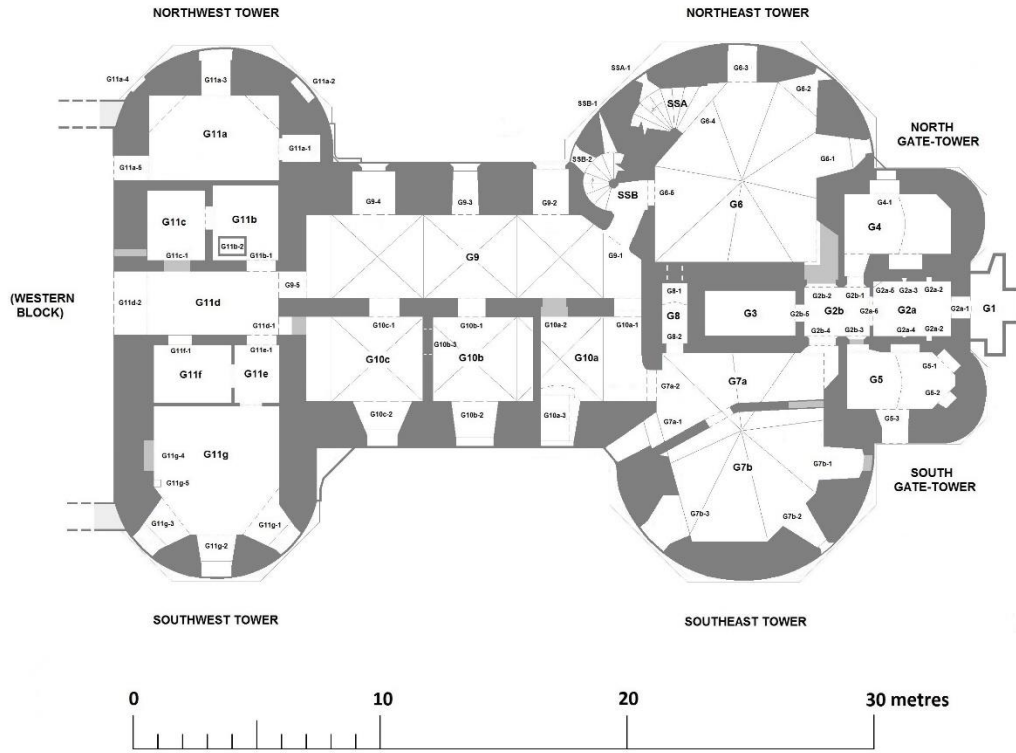 NORTHWEST TOWER
NORTHEAST TOWER
G11a-4
G11a-3
G11a-2
SSA-1
G6-3
G6-2
SSB-1
SSA
G6-4
NORTH
GATE-TOWER
G11a
G11a-1
SSB-2
G6-1
G11a-5
SSB
G6-5
G6
G9-4
G9-3
G9-2
G4-1
G11c
G11b
G4
G11b-2
G9
G9-1
G11c-1
G11b-1
G9-5
G8-1
G2b-2
G2b-1
G2a-5
G2a-3
G2a-2
(WESTERN
BLOCK)
G11d-2
G11d
G8
G3
G2b-5
G2b
G2a-6
G2a
G2a-1
G1
G11d-1
G10c-1
G10b-1
G10a-2
G10a-1
G8-2
G2b-4
G2b-3
G2a-4
G2a-2
G11f-1
G11e-1
G10b-3
G10c
G10b
G10a
G7a-2
G7a
G5
G5-1
G5-2
G11f
G11e
G10c-2
G10b-2
G10a-3
G7a-1
G5-3
G11g
G11g-4
G11g-5
G7b
G7b-1
SOUTH
GATE-TOWER
G11g-3
G11g-2
G11g-1
G7b-3
G7b-2
SOUTHWEST TOWER
SOUTHEAST TOWER
0
10
20
30 metres